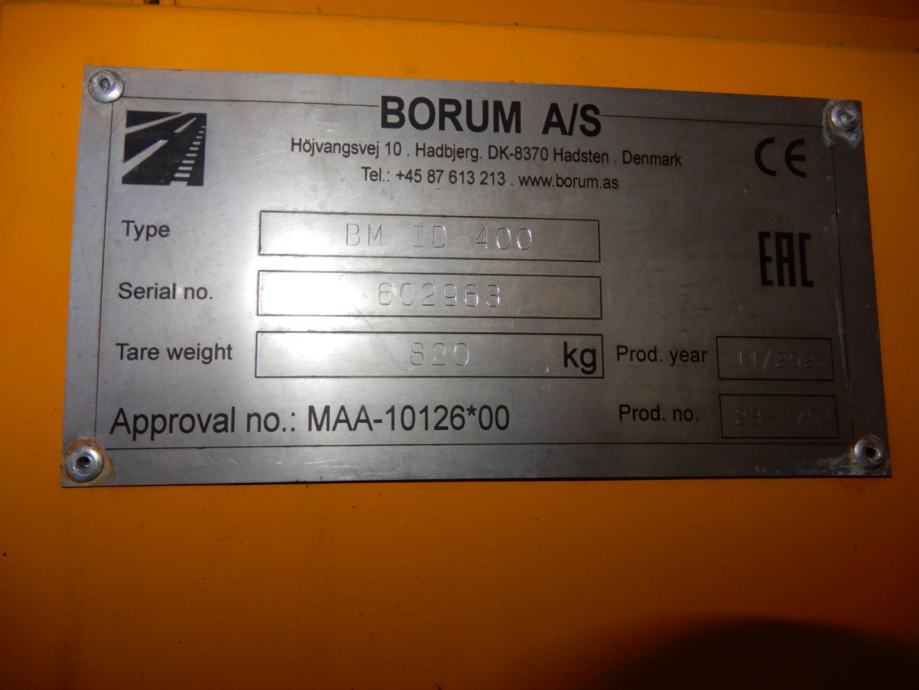 BORUM A/S
Höjvangsvej 10 . Hadbjerg. DK-8370 Hadsten . Denmark
Tel.: +45 87 613 213 . www.borum.as
CE
Type BM ID 400
EAC
Serial no. 602963
Tare weight 820 kg
Prod. year
Approval no.: MAA-10126*00
Prod. no.